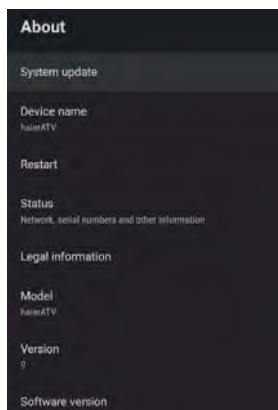 About
System update
Device name
haierATV
Restart
Status
Network, serial numbers and other information
Legal information
Model
haierATV
Version
9
Software version